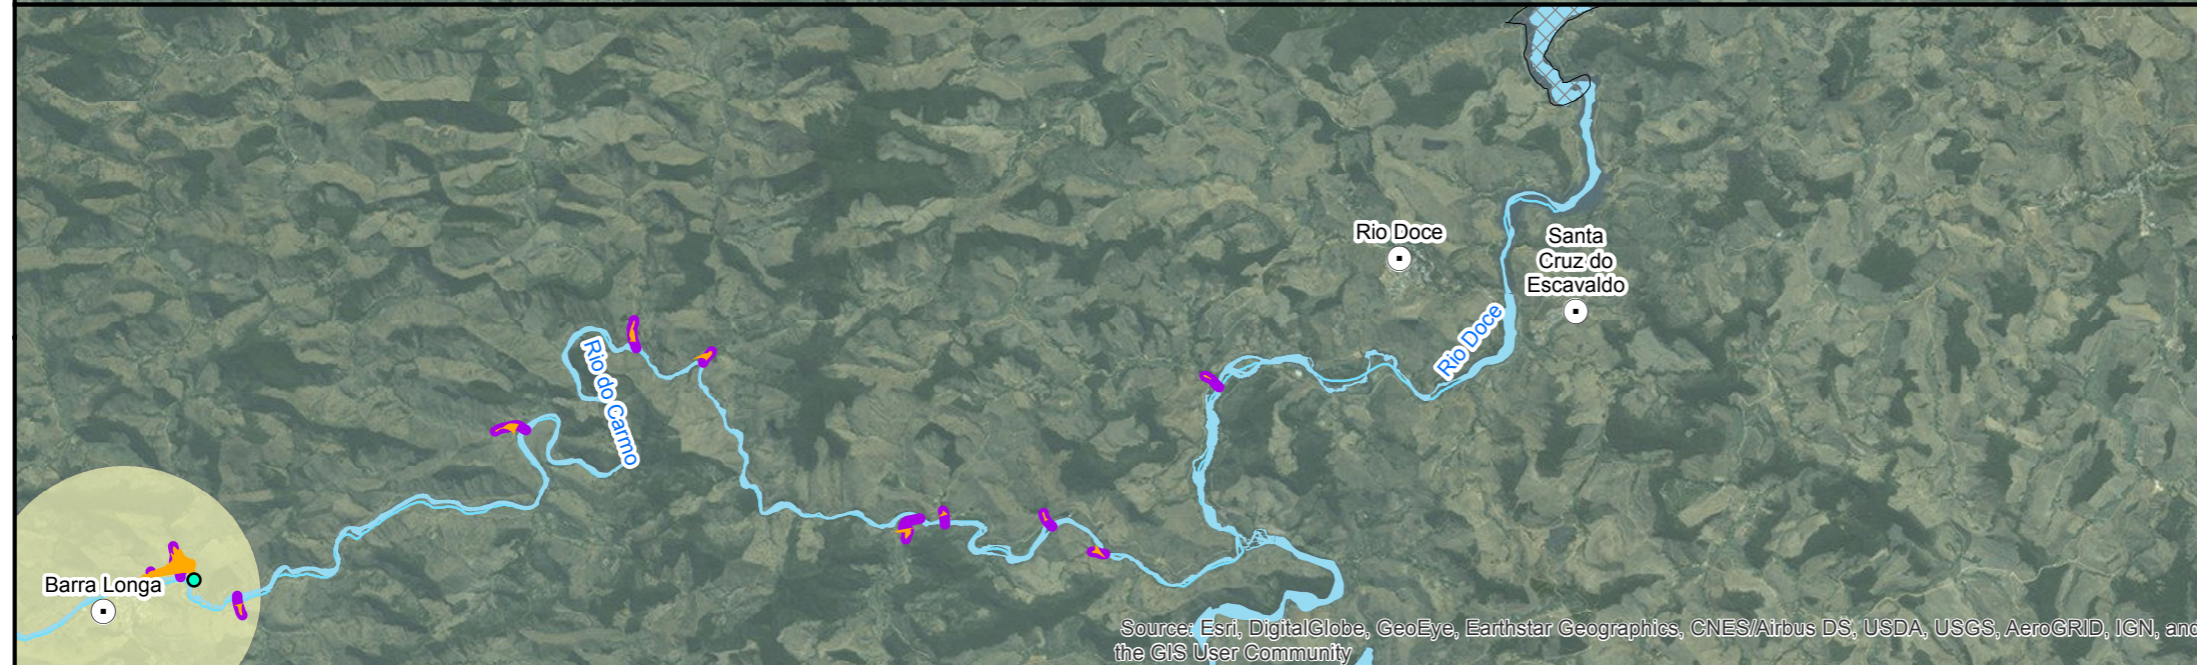 Rio Doce
Santa
Cruz do
Escavaldo
Rio Doce
Rio do Carmo
Barra Longa
Source: Esri, DigitalGlobe, GeoEye, Earthstar Geographics, CNES/Airbus DS, USDA, USGS, AeroGRID, IGN, and
the GIS User Community